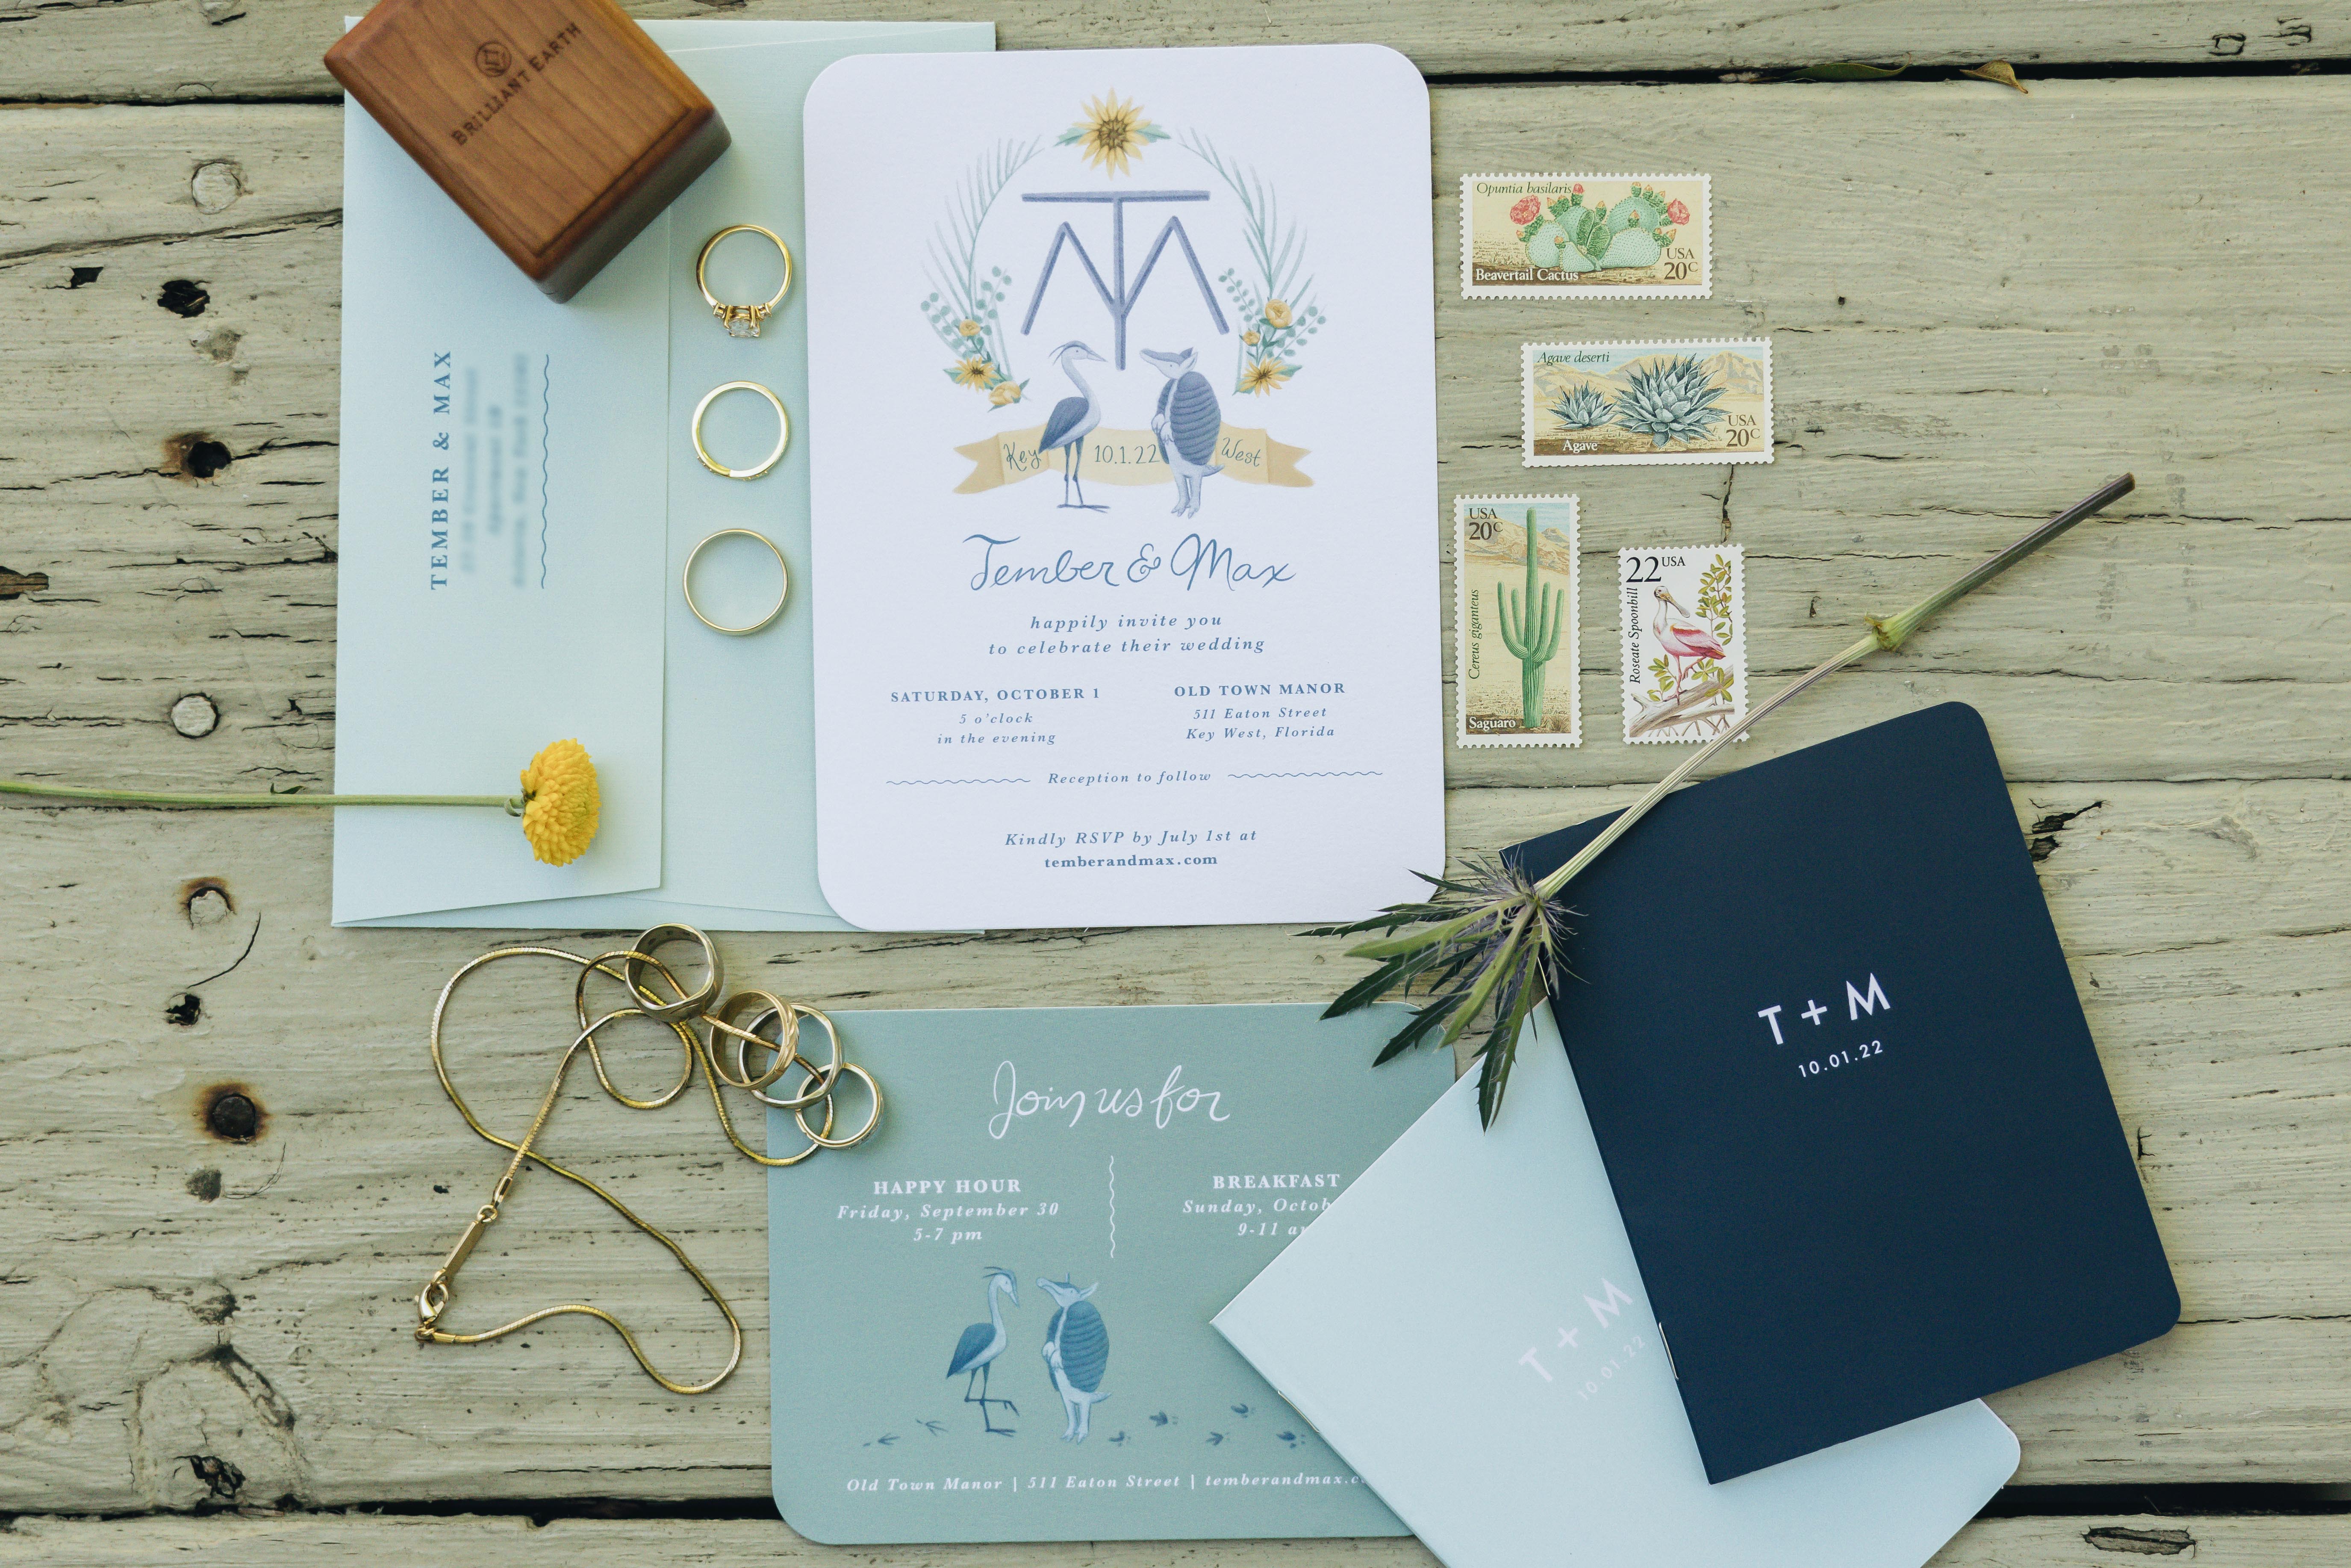 BRILLIANT EARTH
TEMBER & MAX
TM
Key 10.1.22 West
Tember & Max
happily invite you
to celebrate their wedding
SATURDAY, OCTOBER 1
5 o'clock
in the evening
OLD TOWN MANOR
511 Eaton Street
Key West, Florida
Reception to follow
Kindly RSVP by July 1st at
temberandmax.com
Opuntia basilaris
Beavertail Cactus
USA
20c
Agave deserti
Agave
USA
20c
USA
20c
Cereus giganteus
Saguaro
22 USA
Roseate Spoonbill
Join us for
HAPPY HOUR
Friday, September 30
5-7 pm
BREAKFAST
Sunday, Octob
9-11 a
Old Town Manor | 511 Eaton Street | temberandmax.c
T + M
10.01.22
T + M
10.01.22